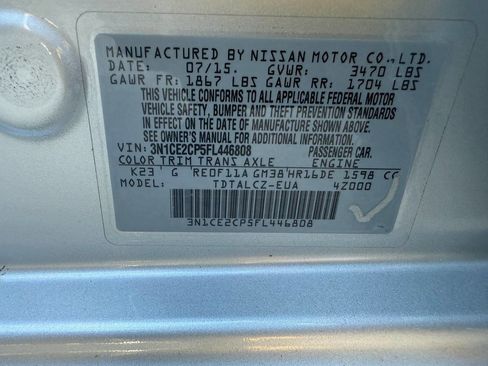 MANUFACTURED BY NISSAN MOTOR CO.,LTD.
DATE: 07/15. GVWR: 3470 LBS
GAWR FR: 1867 LBS GAWR RR: 1704 LBS
THIS VEHICLE CONFORMS TO ALL APPLICABLE FEDERAL MOTOR
VEHICLE SAFETY, BUMPER AND THEFT PREVENTION STANDARDS
IN EFFECT ON THE DATE OF MANUFACTURE SHOWN ABOVE.
SEE OWNER'S MANUAL FOR ADDITIONAL INFORMATION.
VIN: 3N1CE2CP5FL446808 PASSENGER CAR.
COLOR TRIM TRANS AXLE ENGINE
K23 G RE0F11A GM38 HR16DE 1598 CC
MODEL: TDTALCZ-EUA 4Z000
3N1CE2CP5FL446808